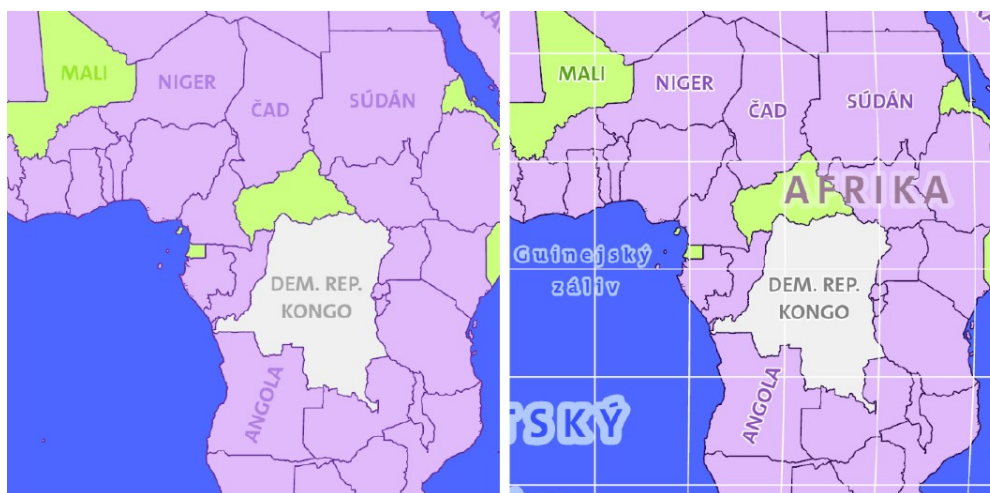 MALI
NIGER
ČAD
SÚDÁN
DEM. REP.
KONGO
ANGOLA
MALI
NIGER
ČAD
SÚDÁN
AFRIKA
Guinejský
záliv
DEM. REP.
KONGO
ANGOLA